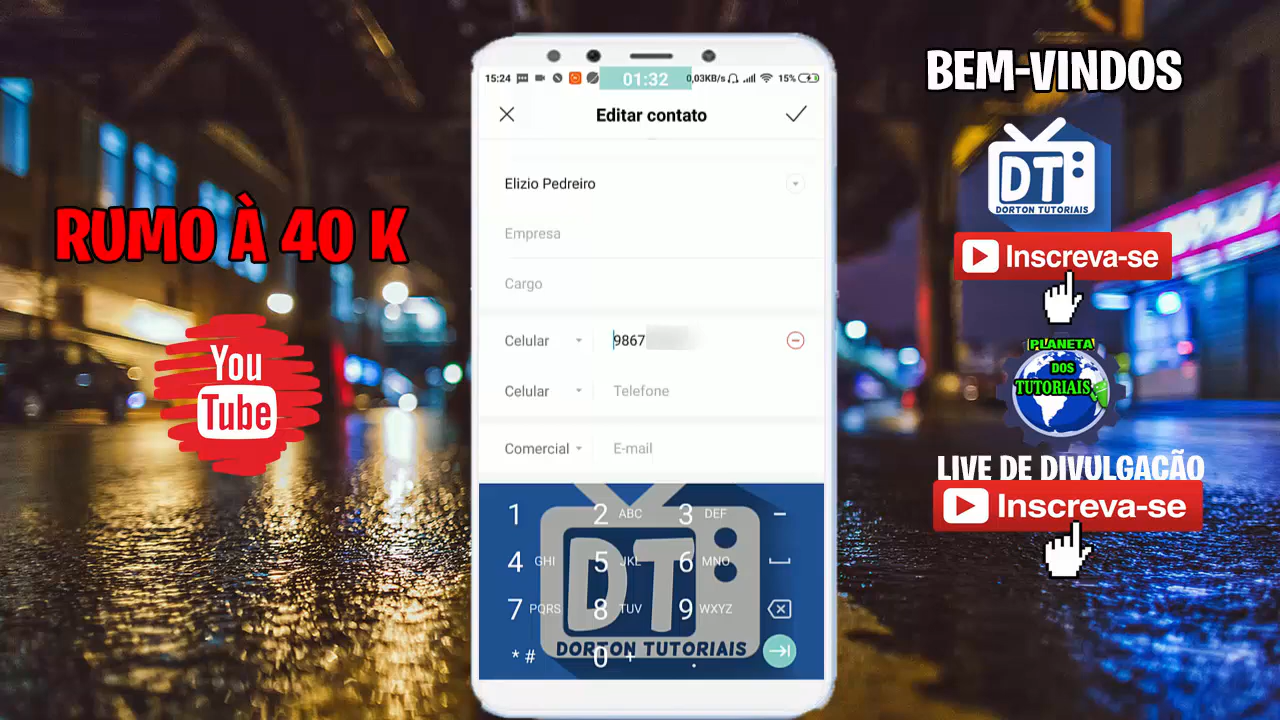 RUMO À 40 K
You
Tube
15:24 01:32 0,03KB/s 15%
Editar contato
Elizio Pedreiro
Empresa
Cargo
Celular 9867
Celular Telefone
Comercial E-mail
1 2 ABC 3 DEF -
4 GHI 5 JKL 6 MNO
7 PQRS 8 TUV 9 WXYZ
* # 0 + .
DT
DORTON TUTORIAIS
BEM-VINDOS
DT
DORTON TUTORIAIS
Inscreva-se
PLANETA
DOS
TUTORIAIS
LIVE DE DIVULGAÇÃO
Inscreva-se